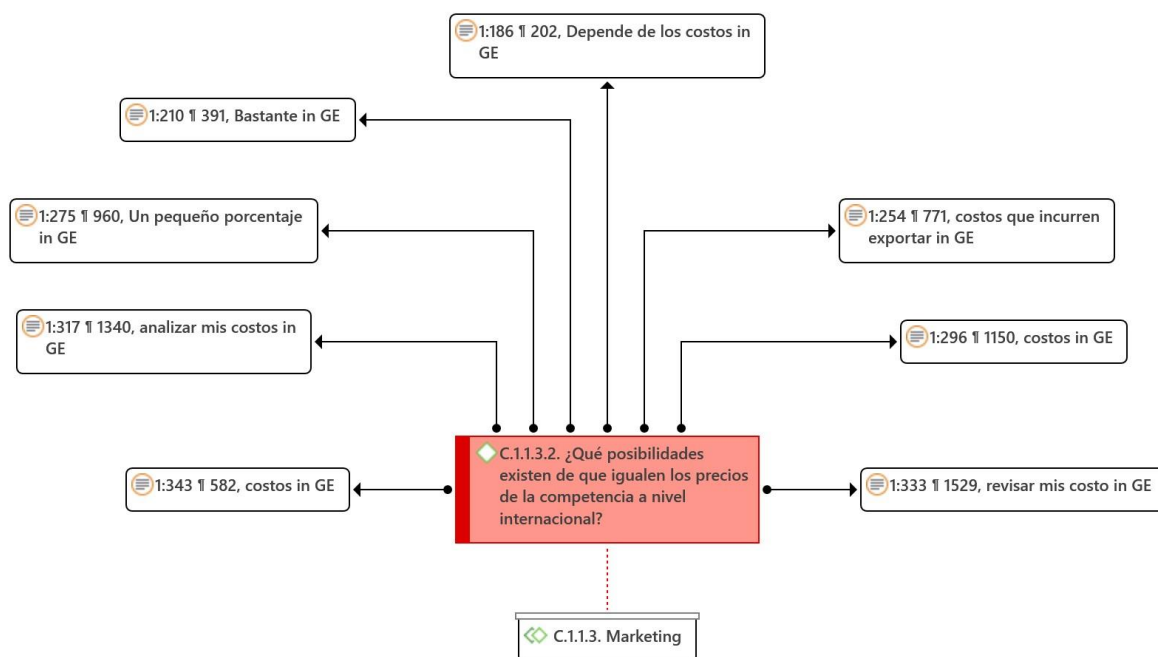 1:186 ¶ 202, Depende de los costos in
GE
1:210 ¶ 391, Bastante in GE
1:275 ¶ 960, Un pequeño porcentaje
in GE
1:254 ¶ 771, costos que incurren
exportar in GE
1:317 ¶ 1340, analizar mis costos in
GE
1:296 ¶ 1150, costos in GE
C.1.1.3.2. ¿Qué posibilidades
existen de que igualen los precios
de la competencia a nivel
internacional?
1:343 ¶ 582, costos in GE
1:333 ¶ 1529, revisar mis costo in GE
C.1.1.3. Marketing